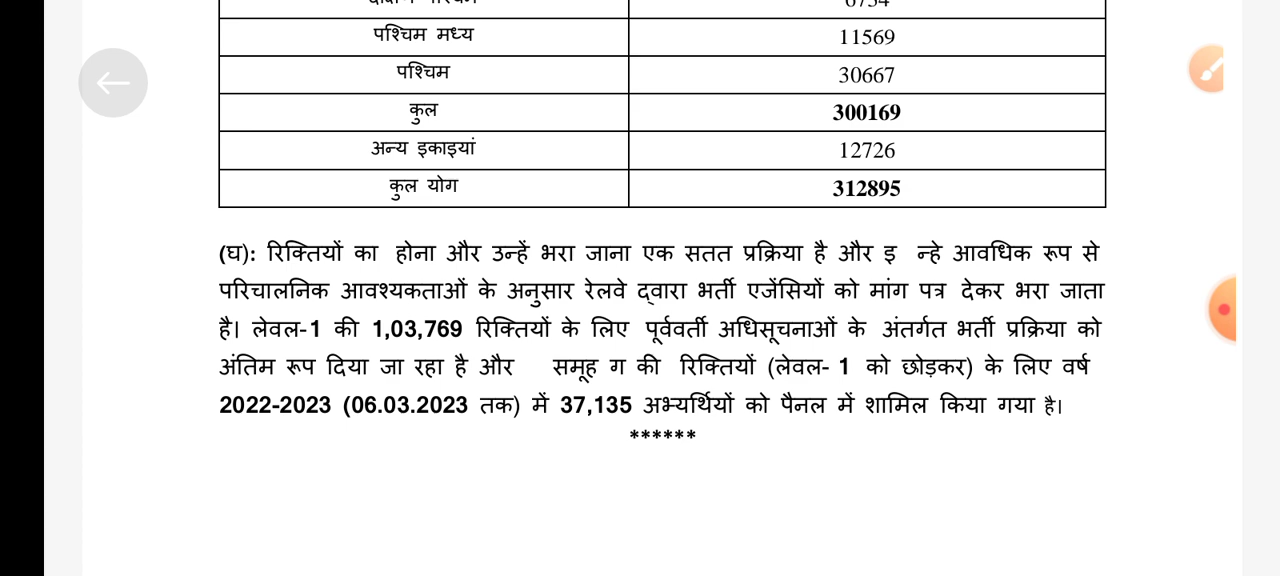 पश्चिम मध्य 11569
पश्चिम 30667
कुल 300169
अन्य इकाइयां 12726
कुल योग 312895
(घ): रिक्तियों का होना और उन्हें भरा जाना एक सतत प्रक्रिया है और इ न्हे आवधिक रूप से
परिचालनिक आवश्यकताओं के अनुसार रेलवे द्वारा भर्ती एजेंसियों को मांग पत्र देकर भरा जाता
है। लेवल-1 की 1,03,769 रिक्तियों के लिए पूर्ववर्ती अधिसूचनाओं के अंतर्गत भर्ती प्रक्रिया को
अंतिम रूप दिया जा रहा है और समूह ग की रिक्तियों (लेवल- 1 को छोड़कर) के लिए वर्ष
2022-2023 (06.03.2023 तक) में 37,135 अभ्यर्थियों को पैनल में शामिल किया गया है।
******